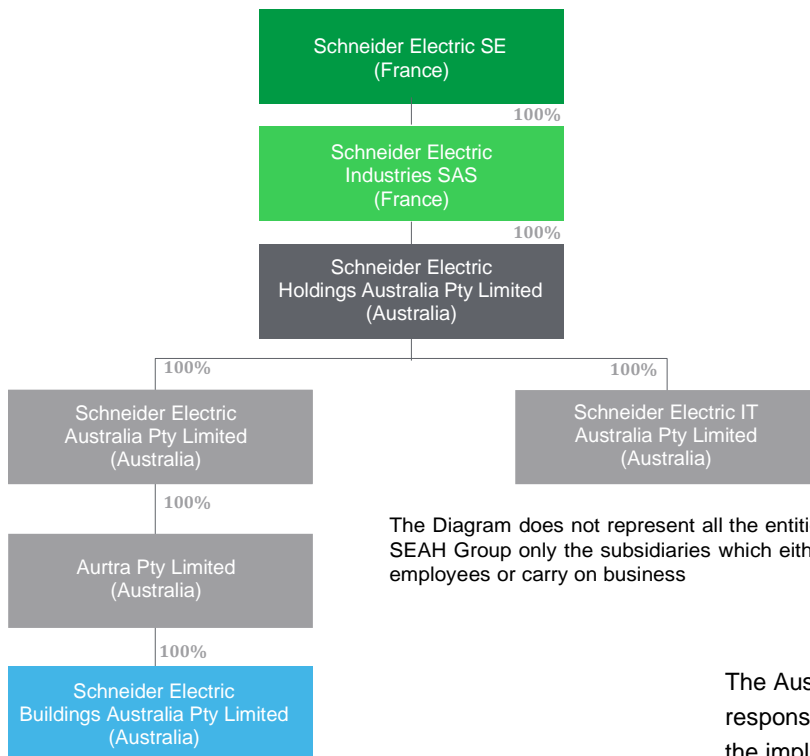 Schneider Electric SE
(France)
100%
Schneider Electric
Industries SAS
(France)
100%
Schneider Electric
Holdings Australia Pty Limited
(Australia)
100%
100%
Schneider Electric
Australia Pty Limited
(Australia)
Schneider Electric IT
Australia Pty Limited
(Australia)
100%
The Diagram does not represent all the
SEAH Group only the subsidiaries which
employees or carry on business
Aurtra Pty Limited
(Australia)
100%
Schneider Electric
Buildings Australia Pty Limited
(Australia)
The
the